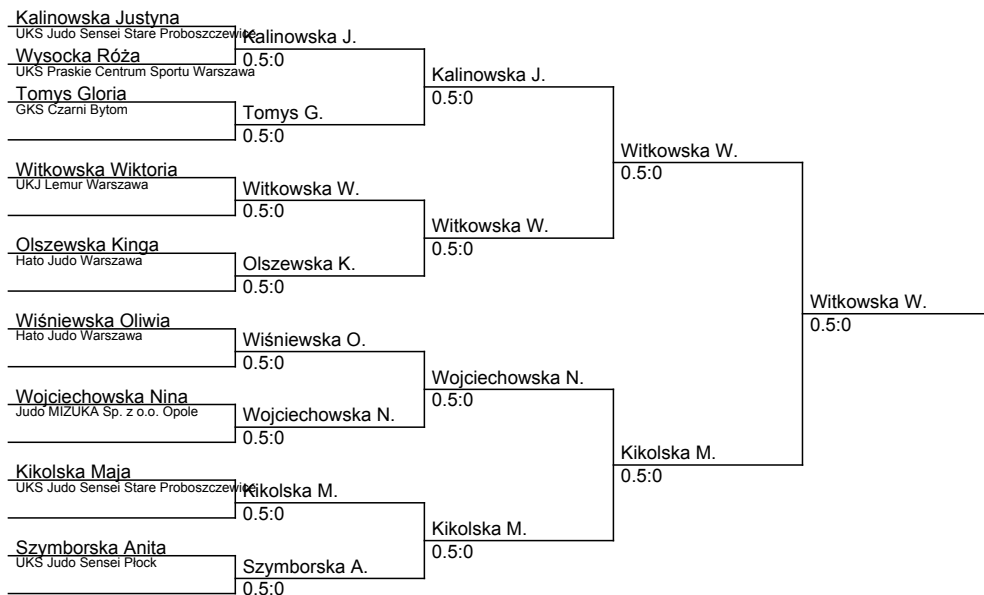 Kalinowska Justyna
UKS Judo Sensei Stare Proboszczewice
Wysocka Róża
UKS Praskie Centrum Sportu Warszawa
Tomys Gloria
GKS Czarni Bytom
Witkowska Wiktoria
UKJ Lemur Warszawa
Olszewska Kinga
Hato Judo Warszawa
Wiśniewska Oliwia
Hato Judo Warszawa
Wojciechowska Nina
Judo MIZUKA Sp. z o.o. Opole
Kikolska Maja
UKS Judo Sensei Stare Proboszczewice
Szymborska Anita
UKS Judo Sensei Płock
Kalinowska J.
0.5:0
Tomys G.
0.5:0
Witkowska W.
0.5:0
Olszewska K.
0.5:0
Wiśniewska O.
0.5:0
Wojciechowska N.
0.5:0
Kikolska M.
0.5:0
Szymborska A.
0.5:0
Kalinowska J.
0.5:0
Witkowska W.
0.5:0
Wojciechowska N.
0.5:0
Kikolska M.
0.5:0
Witkowska W.
0.5:0
Kikolska M.
0.5:0
Witkowska W.
0.5:0